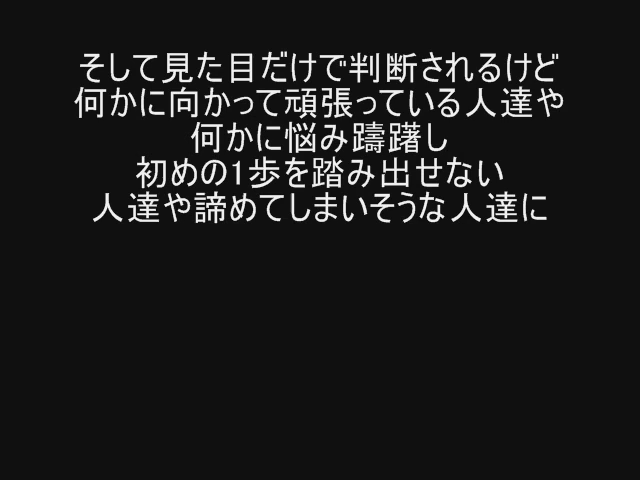 そして見た目だけで判断されるけど
何かに向かって頑張っている人達や
何かに悩み躊躇し
初めの1歩を踏み出せない
人達や諦めてしまいそうな人達に